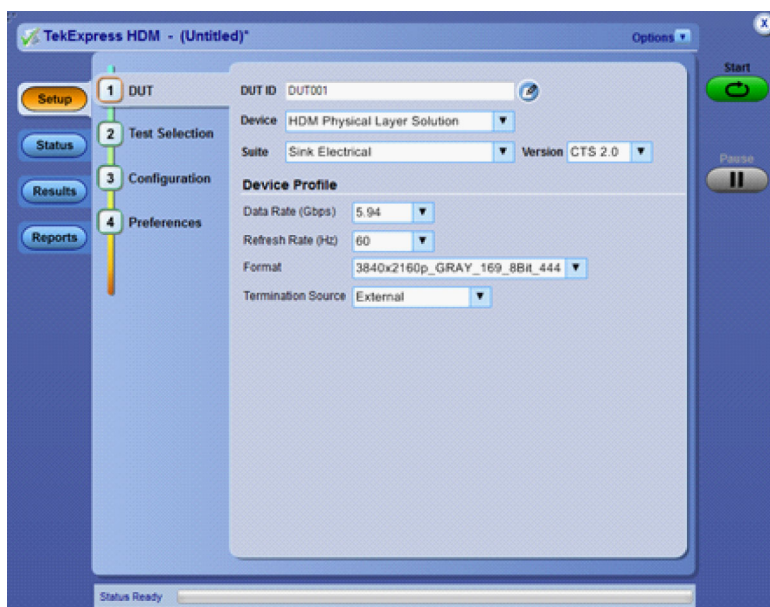 TekExpress HDM - (Untitled)*
Options
x
Start
Pause
Setup
Status
Results
Reports
1 DUT
2 Test Selection
3 Configuration
4 Preferences
DUT ID DUT001
Device HDM Physical Layer Solution
Suite Sink Electrical Version CTS 2.0
Device Profile
Data Rate (Gbps) 5.94
Refresh Rate (Hz) 60
Format 3840x2160p_GRAY_169_8Bit_444
Termination Source External
Status Ready